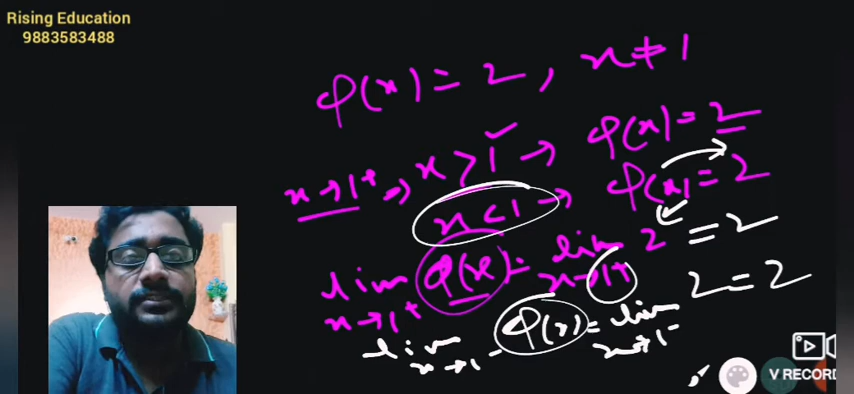 Rising Education
9883583488
φ(x) = 2, x ≠ 1
x→1⁺ ⇒ x > 1 → φ(x) = 2
x < 1 → φ(x) = 2
lim x→1⁺ φ(x) = lim x→1⁺ 2 = 2
lim x→1⁻ φ(x) = lim x→1⁻ 2 = 2
V RECORD